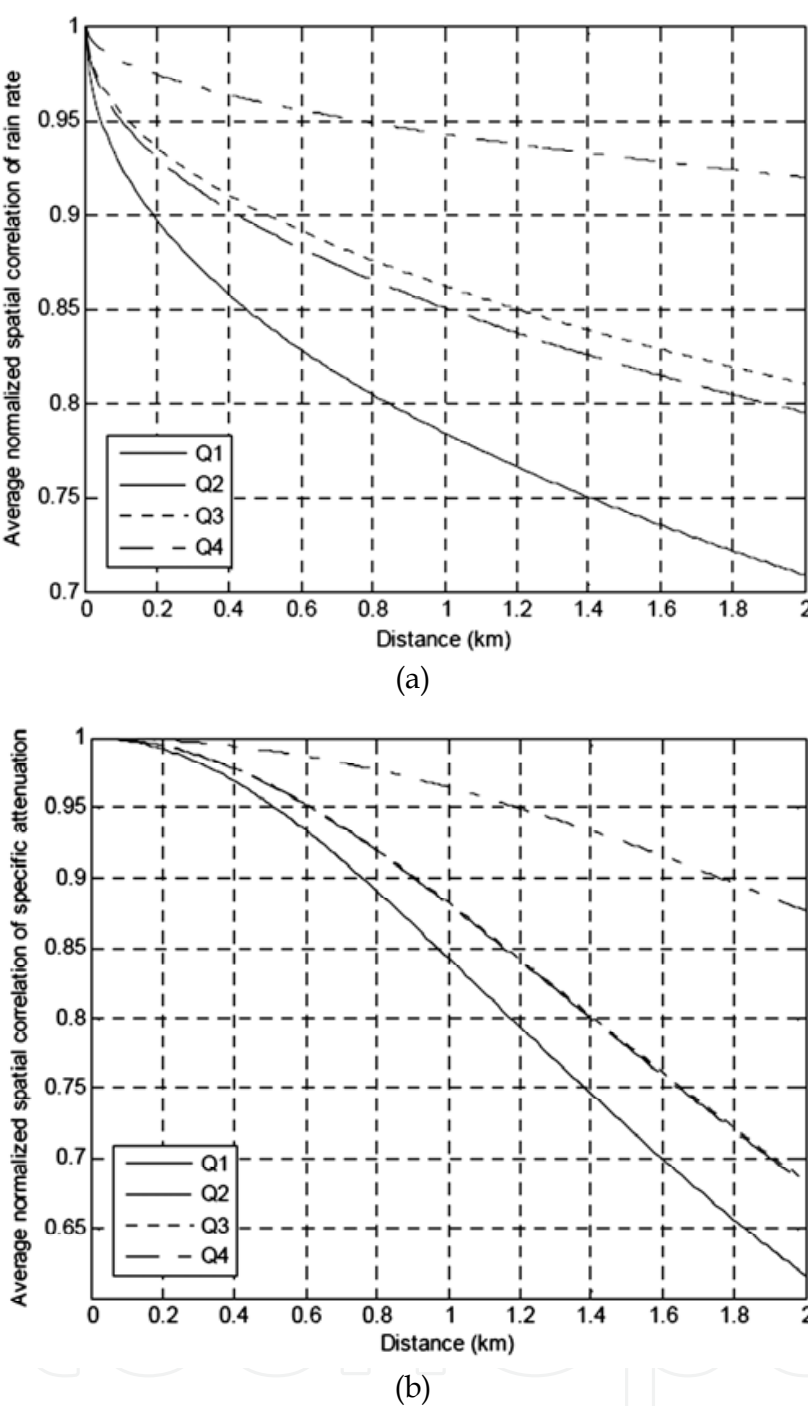 Average normalized spatial correlation of rain rate
1
0.95
0.9
0.85
0.8
0.75
0.7
Q1
Q2
Q3
Q4
0 0.2 0.4 0.6 0.8 1 1.2 1.4 1.6 1.8 2
Distance (km)
(a)
Average normalized spatial correlation of specific attenuation
1
0.95
0.9
0.85
0.8
0.75
0.7
0.65
Q1
Q2
Q3
Q4
0 0.2 0.4 0.6 0.8 1 1.2 1.4 1.6 1.8 2
Distance (km)
(b)